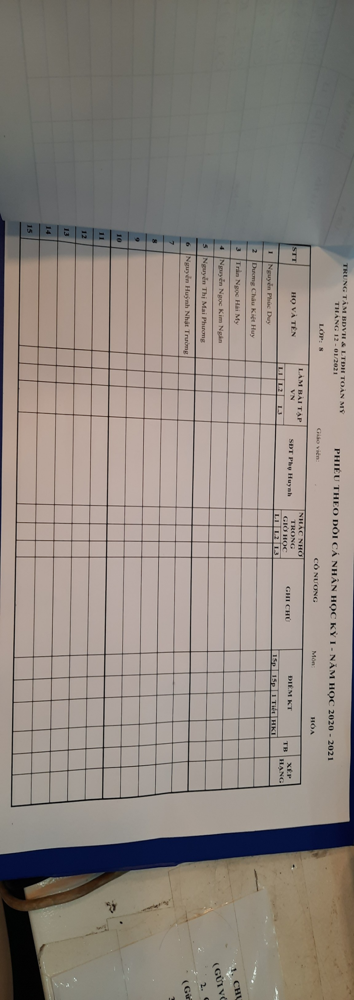 TRUNG TÂM BDVH & LTĐH TOÀN MỸ
THÁNG 12 - 01/2021
PHIẾU THEO DÕI CÁ NHÂN HỌC KỲ I - NĂM HỌC 2020 - 2021
LỚP: 8 Giáo viên: CÔ NƯƠNG Môn: HÓA
STT HỌ VÀ TÊN LÀM BÀI TẬP VN SĐT Phụ Huynh NHẮC NHỞ TRONG GIỜ HỌC GHI CHÚ ĐIỂM KT TB XẾP HẠNG
L1 L2 L3 L1 L2 L3 15p 15p 1 Tiết HKI
1 Nguyễn Phúc Duy
2 Dương Châu Kiệt Huy
3 Trần Ngọc Hải My
4 Nguyễn Ngọc Kim Ngân
5 Nguyễn Thị Mai Phương
6 Nguyễn Huỳnh Nhật Trường
7
8
9
10
11
12
13
14
15
1. CHỤ
(GỬI VỀ
2.
(Gử